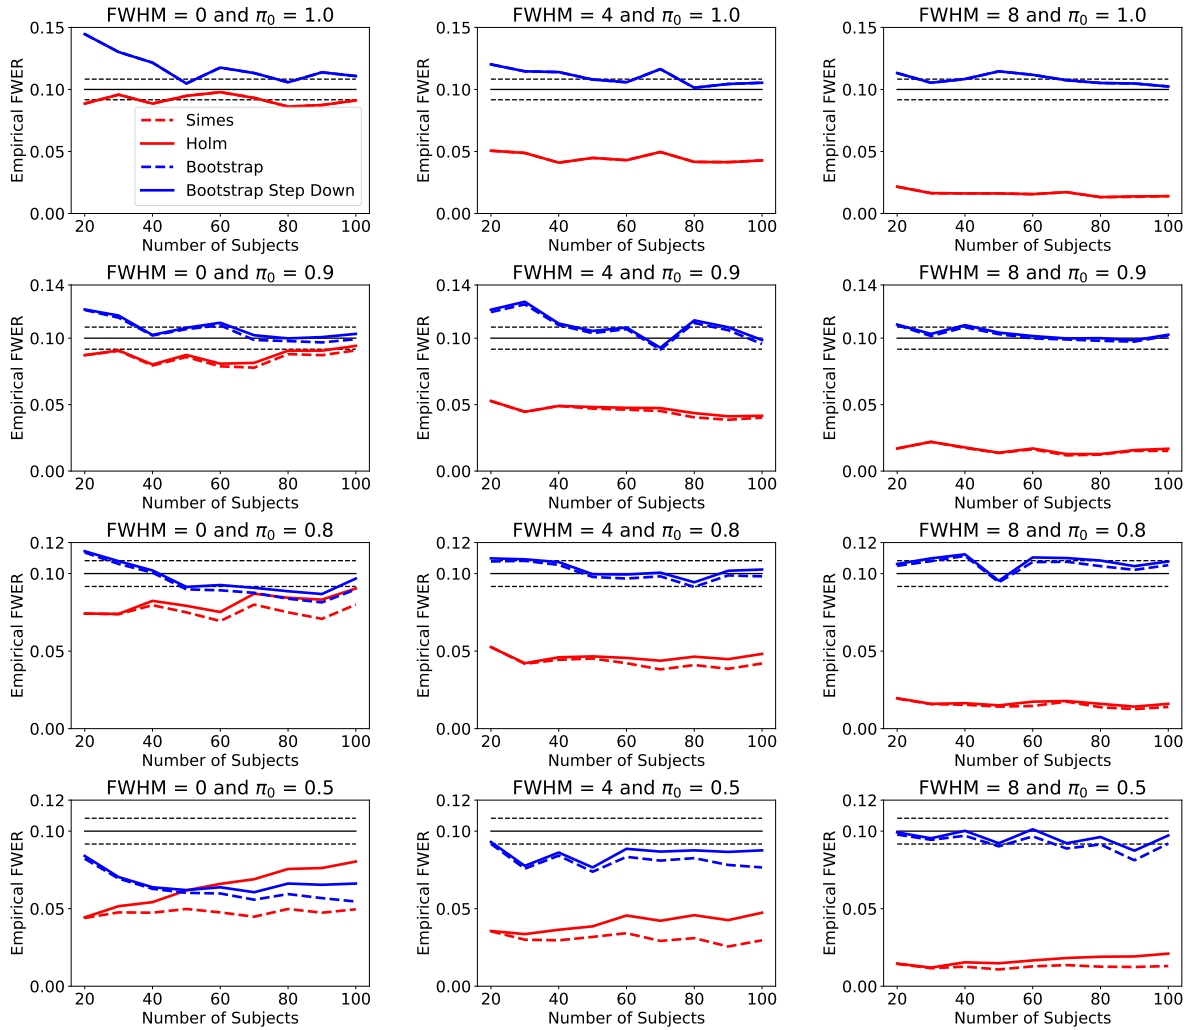 FWHM = 0 and π₀ = 1.0
0.15
0.10
0.05
0.00
Empirical FWER
Simes
Holm
Bootstrap
Bootstrap Step Down
20 40 60 80 100
Number of Subjects
FWHM = 4 and π₀ = 1.0
0.15
0.10
0.05
0.00
Empirical FWER
20 40 60 80 100
Number of Subjects
FWHM = 8 and π₀ = 1.0
0.15
0.10
0.05
0.00
Empirical FWER
20 40 60 80 100
Number of Subjects
FWHM = 0 and π₀ = 0.9
0.14
0.10
0.05
0.00
Empirical FWER
20 40 60 80 100
Number of Subjects
FWHM = 4 and π₀ = 0.9
0.14
0.10
0.05
0.00
Empirical FWER
20 40 60 80 100
Number of Subjects
FWHM = 8 and π₀ = 0.9
0.14
0.10
0.05
0.00
Empirical FWER
20 40 60 80 100
Number of Subjects
FWHM = 0 and π₀ = 0.8
0.12
0.10
0.05
0.00
Empirical FWER
20 40 60 80 100
Number of Subjects
FWHM = 4 and π₀ = 0.8
0.12
0.10
0.05
0.00
Empirical FWER
20 40 60 80 100
Number of Subjects
FWHM = 8 and π₀ = 0.8
0.12
0.10
0.05
0.00
Empirical FWER
20 40 60 80 100
Number of Subjects
FWHM = 0 and π₀ = 0.5
0.12
0.10
0.05
0.00
Empirical FWER
20 40 60 80 100
Number of Subjects
FWHM = 4 and π₀ = 0.5
0.12
0.10
0.05
0.00
Empirical FWER
20 40 60 80 100
Number of Subjects
FWHM = 8 and π₀ = 0.5
0.12
0.10
0.05
0.00
Empirical FWER
20 40 60 80 100
Number of Subjects